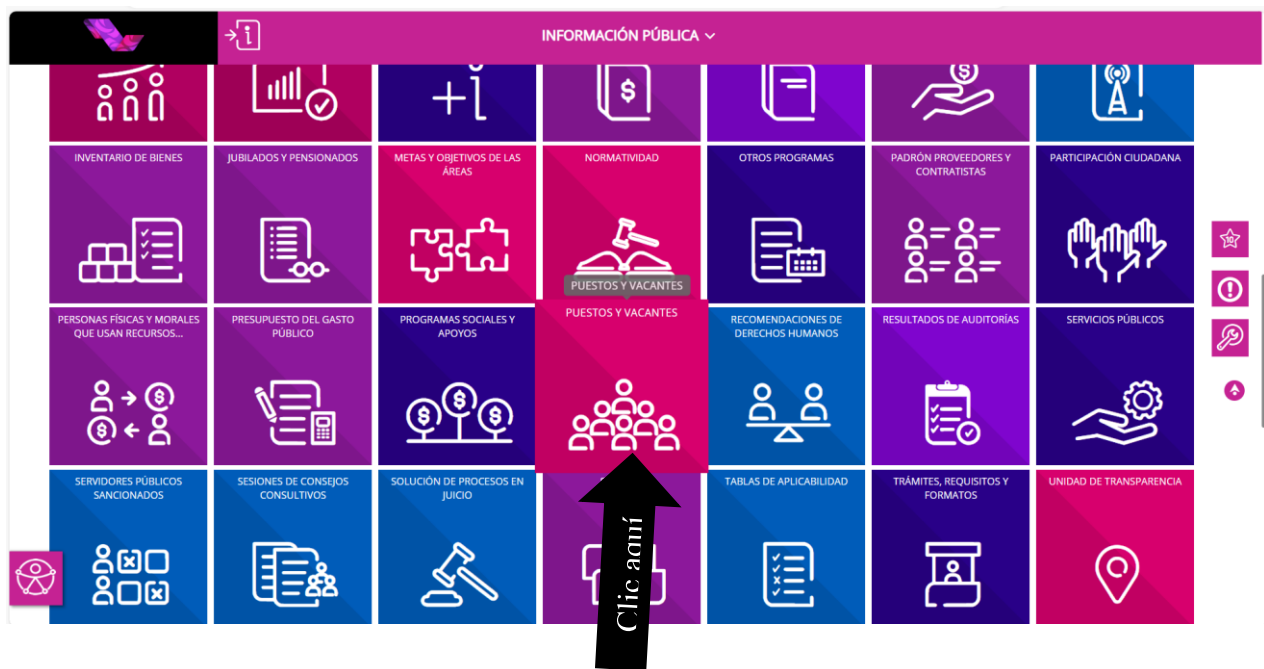 INFORMACIÓN PÚBLICA
INVENTARIO DE BIENES
JUBILADOS Y PENSIONADOS
METAS Y OBJETIVOS DE LAS
ÁREAS
NORMATIVIDAD
OTROS PROGRAMAS
PADRÓN PROVEEDORES Y
CONTRATISTAS
PARTICIPACIÓN CIUDADANA
PUESTOS Y VACANTES
PERSONAS FÍSICAS Y MORALES
QUE USAN RECURSOS...
PRESUPUESTO DEL GASTO
PÚBLICO
PROGRAMAS SOCIALES Y
APOYOS
PUESTOS Y VACANTES
RECOMENDACIONES DE
DERECHOS HUMANOS
RESULTADOS DE AUDITORÍAS
SERVICIOS PÚBLICOS
SERVIDORES PÚBLICOS
SANCIONADOS
SESIONES DE CONSEJOS
CONSULTIVOS
SOLUCIÓN DE PROCESOS EN
JUICIO
TABLAS DE APLICABILIDAD
TRÁMITES, REQUISITOS Y
FORMATOS
UNIDAD DE TRANSPARENCIA
Clic aquí
10